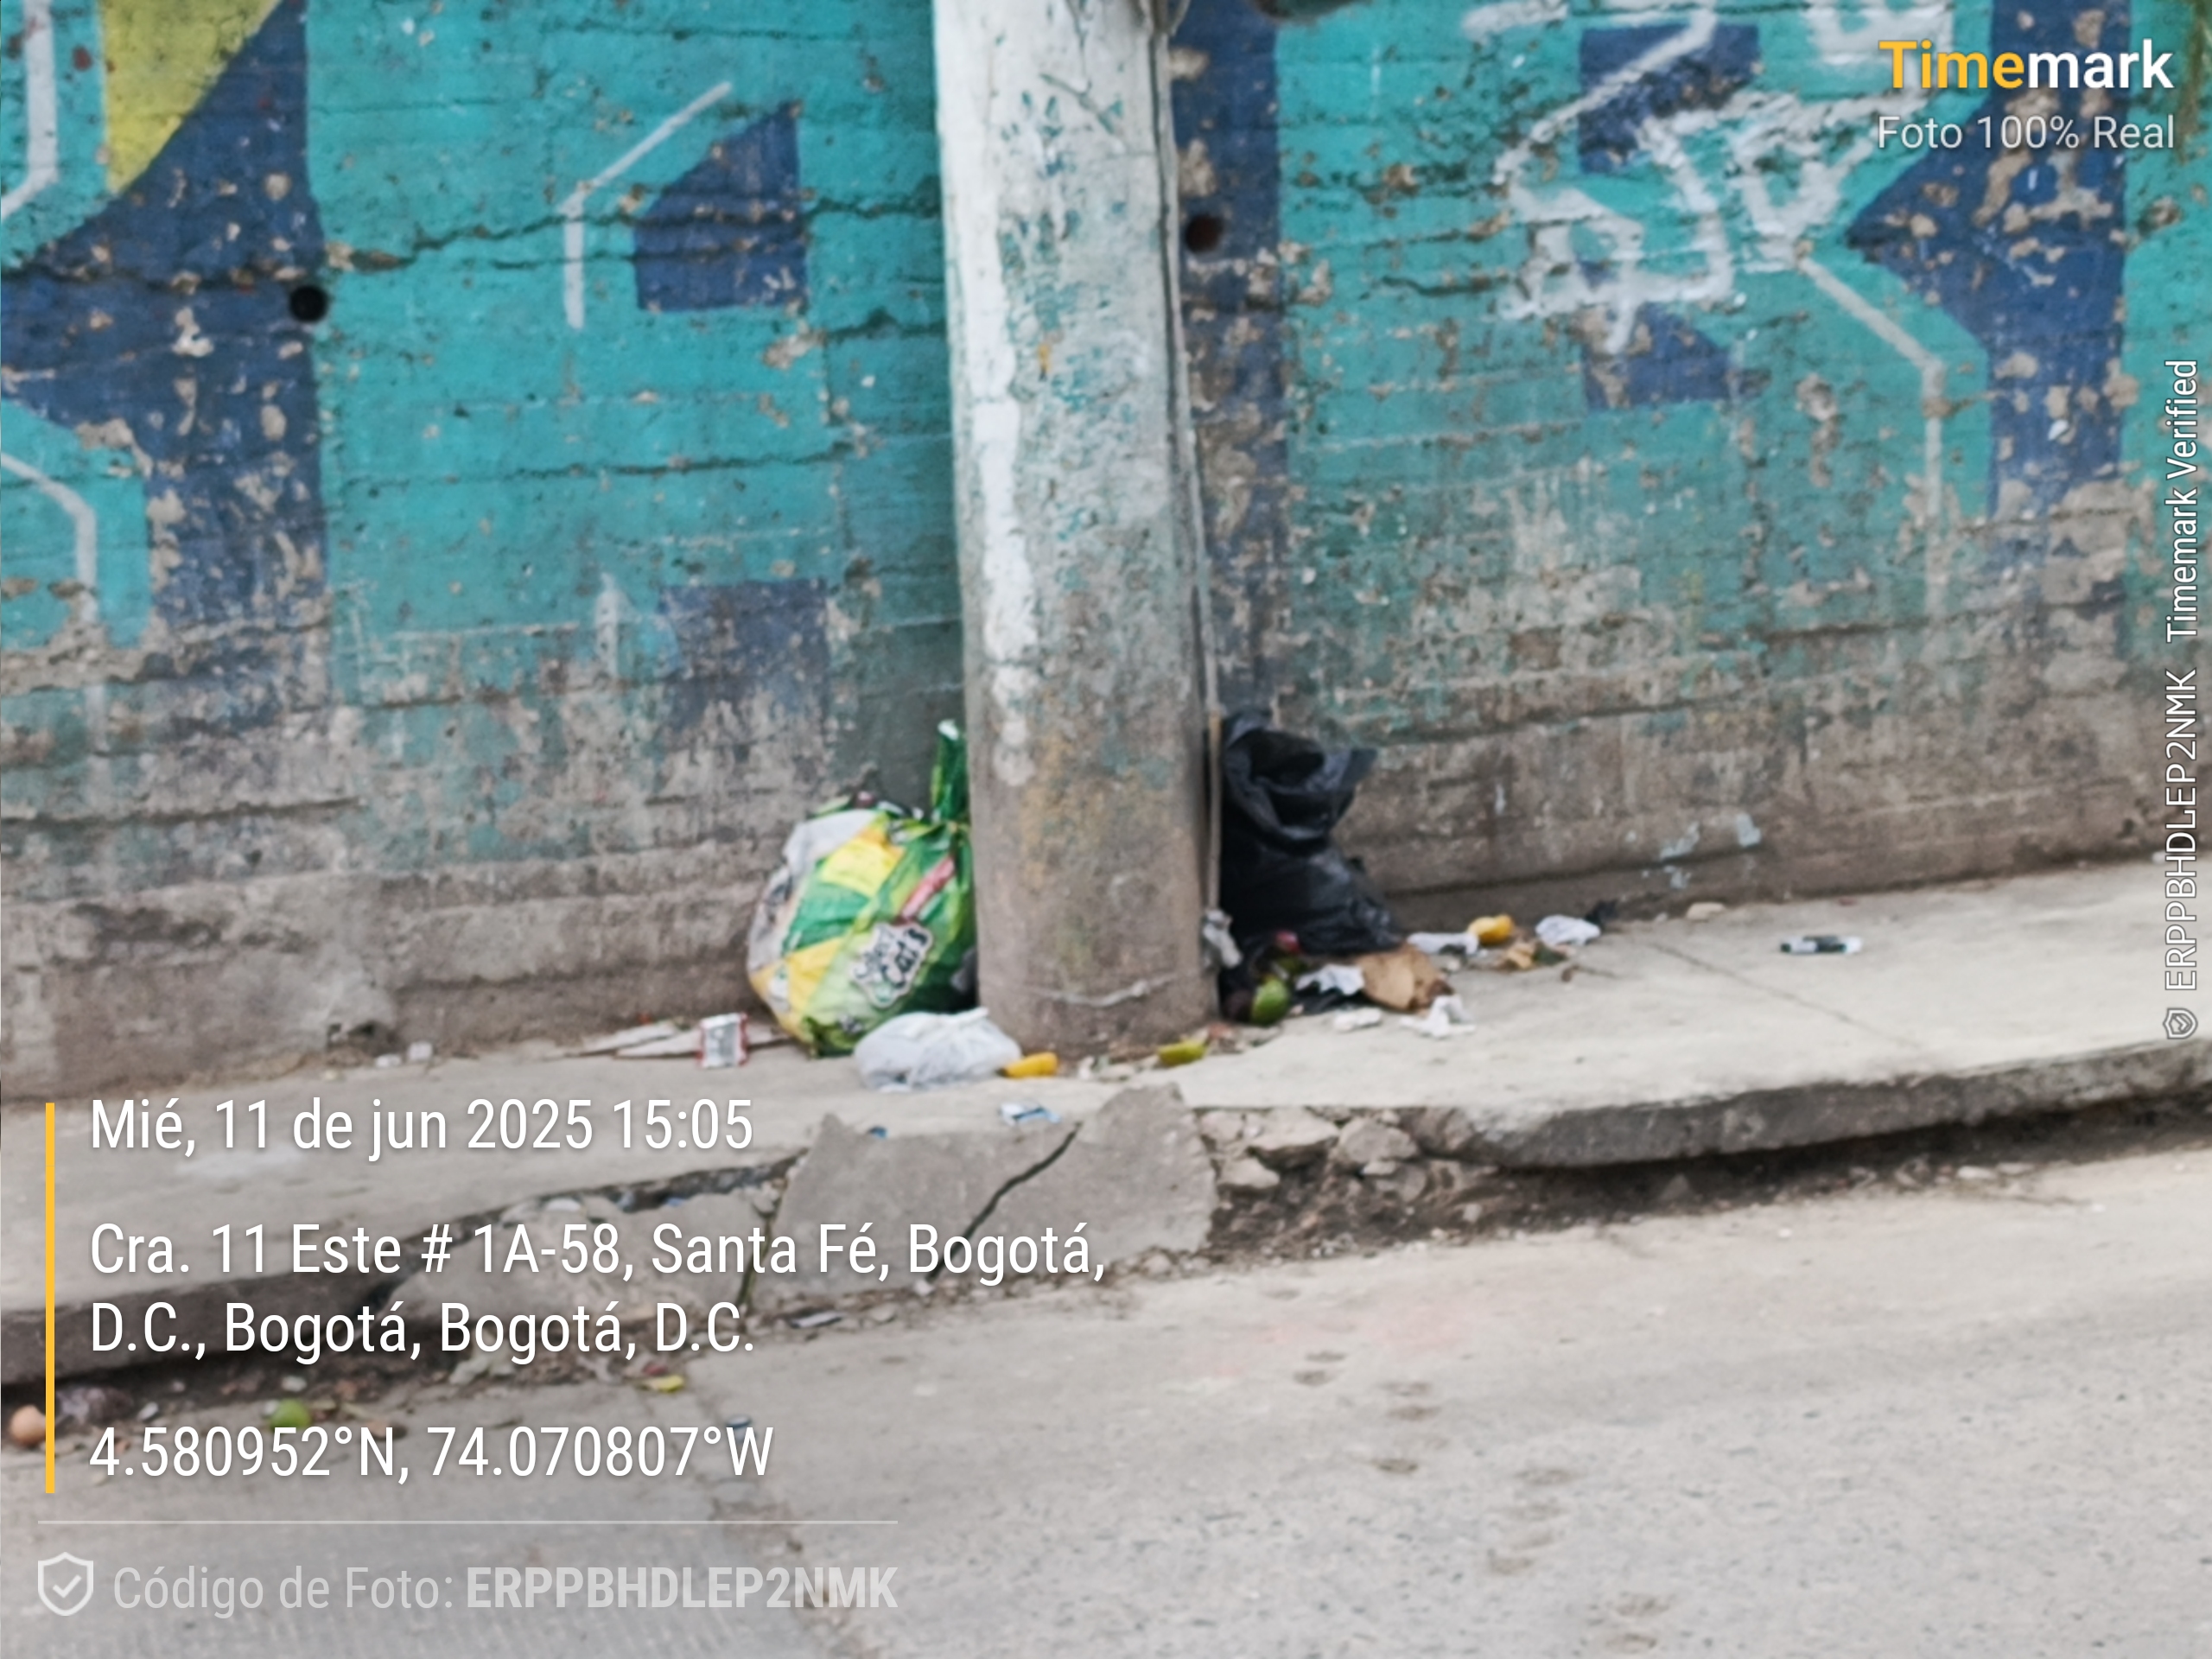 Timemark
Foto 100% Real
ERPPBHDLEP2NMK Timemark Verified
Mié, 11 de jun 2025 15:05
Cra. 11 Este # 1A-58, Santa Fé, Bogotá,
D.C., Bogotá, Bogotá, D.C.
4.580952°N, 74.070807°W
Código de Foto: ERPPBHDLEP2NMK